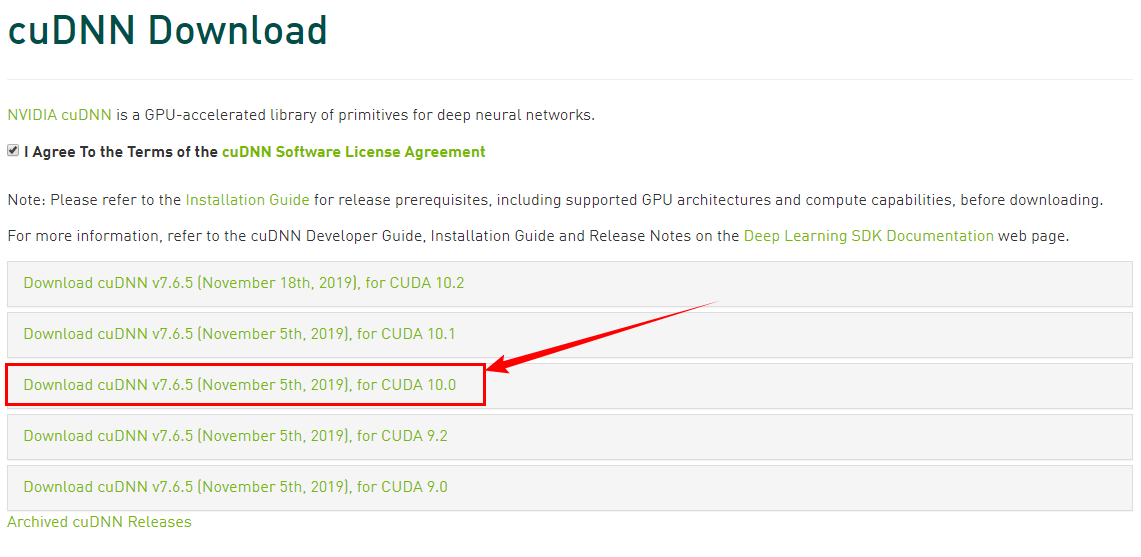 cuDNN Download
NVIDIA cuDNN is a GPU-accelerated library of primitives for deep neural networks.
I Agree To the Terms of the cuDNN Software License Agreement
Note: Please refer to the Installation Guide for release prerequisites, including supported GPU architectures and compute capabilities, before downloading.
For more information, refer to the cuDNN Developer Guide, Installation Guide and Release Notes on the Deep Learning SDK Documentation web page.
Download cuDNN v7.6.5 (November 18th, 2019), for CUDA 10.2
Download cuDNN v7.6.5 (November 5th, 2019), for CUDA 10.1
Download cuDNN v7.6.5 (November 5th, 2019), for CUDA 10.0
Download cuDNN v7.6.5 (November 5th, 2019), for CUDA 9.2
Download cuDNN v7.6.5 (November 5th, 2019), for CUDA 9.0
Archived cuDNN Releases